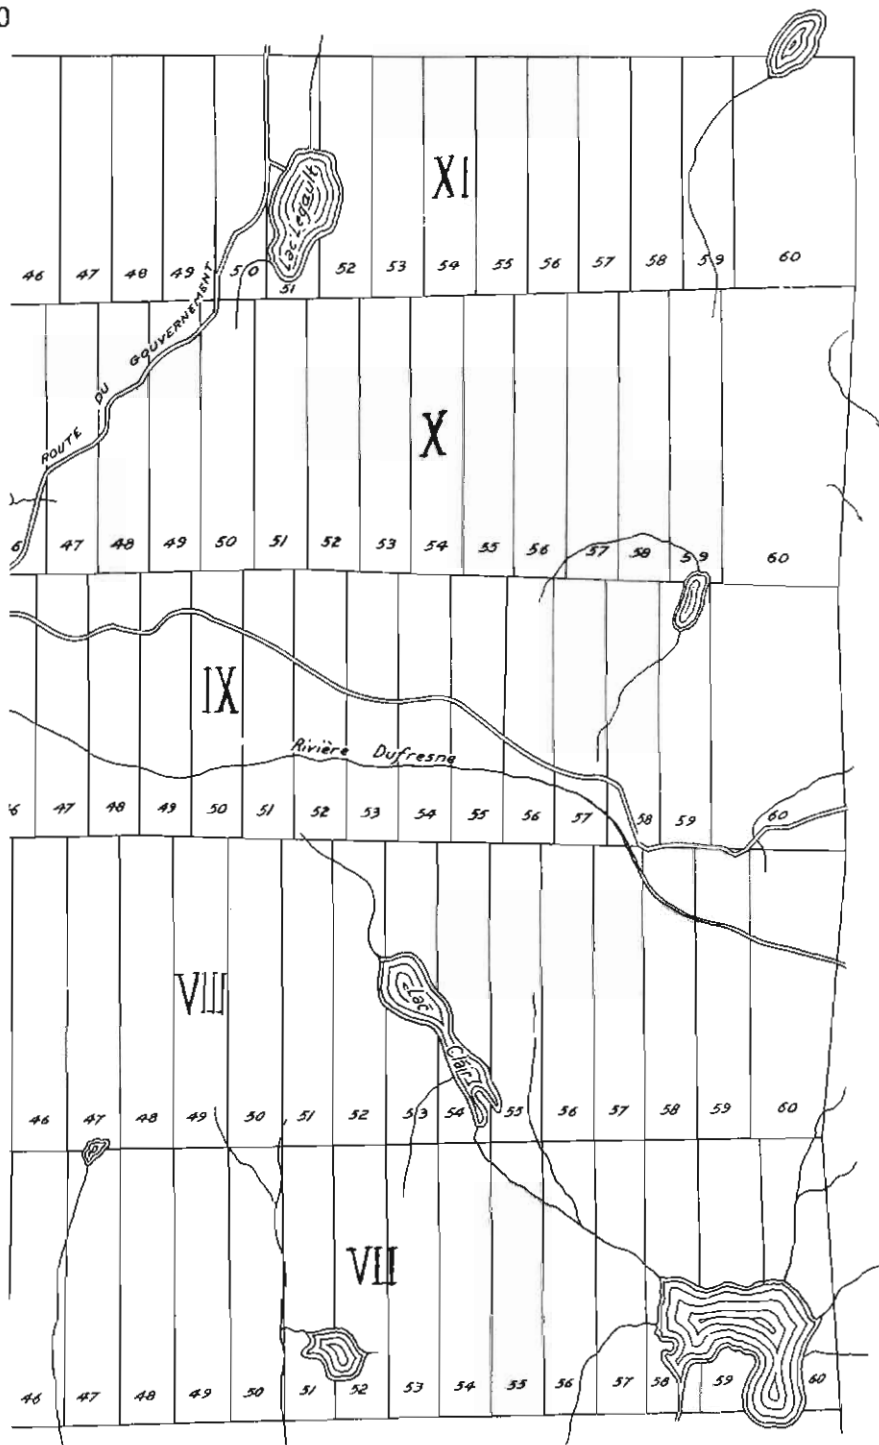 0
XI
Lac Legault
46 47 48 49 50 51 52 53 54 55 56 57 58 59 60
ROUTE DU GOUVERNEMENT
X
6 47 48 49 50 51 52 53 54 55 56 57 58 59 60
IX
Rivière Dufresne
46 47 48 49 50 51 52 53 54 55 56 57 58 59 60
VIII
Lac Clair
46 47 48 49 50 51 52 53 54 55 56 57 58 59 60
VII
46 47 48 49 50 51 52 53 54 55 56 57 58 59 60